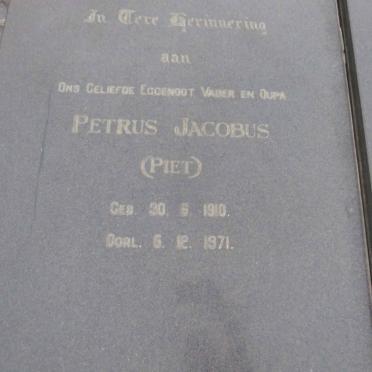 In Tere Herinnering
aan
Ons Geliefde Eggenoot Vader en Oupa
Petrus Jacobus
(Piet)
Geb. 30. 6. 1910.
Oorl. 6. 12. 1971.